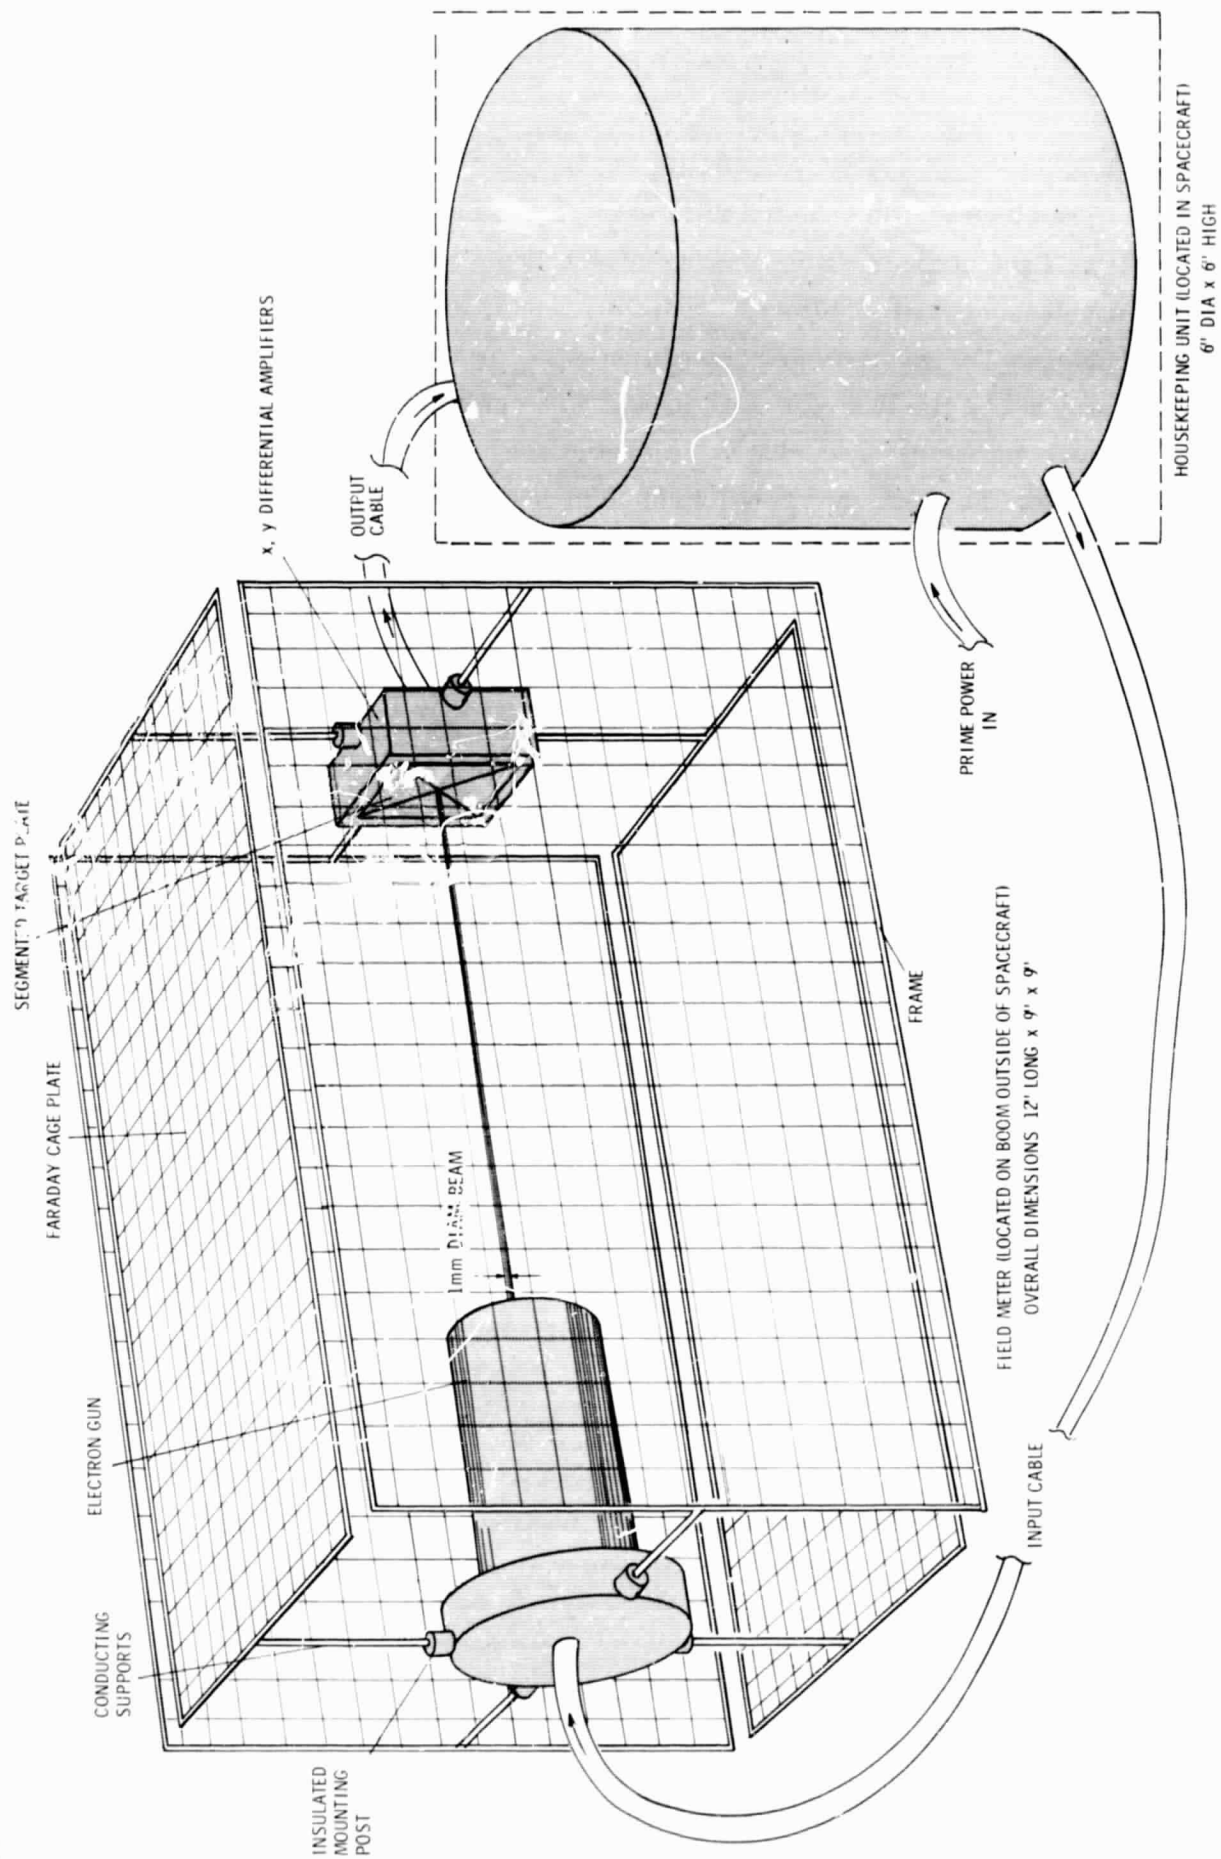 SEGMENTED TARGET PLATE
FARADAY CAGE PLATE
ELECTRON GUN
CONDUCTING
SUPPORTS
INSULATED
MOUNTING
POST
x, y DIFFERENTIAL AMPLIFIERS
OUTPUT
CABLE
1mm DIAM BEAM
PRIME POWER
IN
FRAME
INPUT CABLE
FIELD METER (LOCATED ON BOOM OUTSIDE OF SPACECRAFT)
OVERALL DIMENSIONS 12" LONG x 9" x 9"
HOUSEKEEPING UNIT (LOCATED IN SPACECRAFT)
6" DIA x 6" HIGH